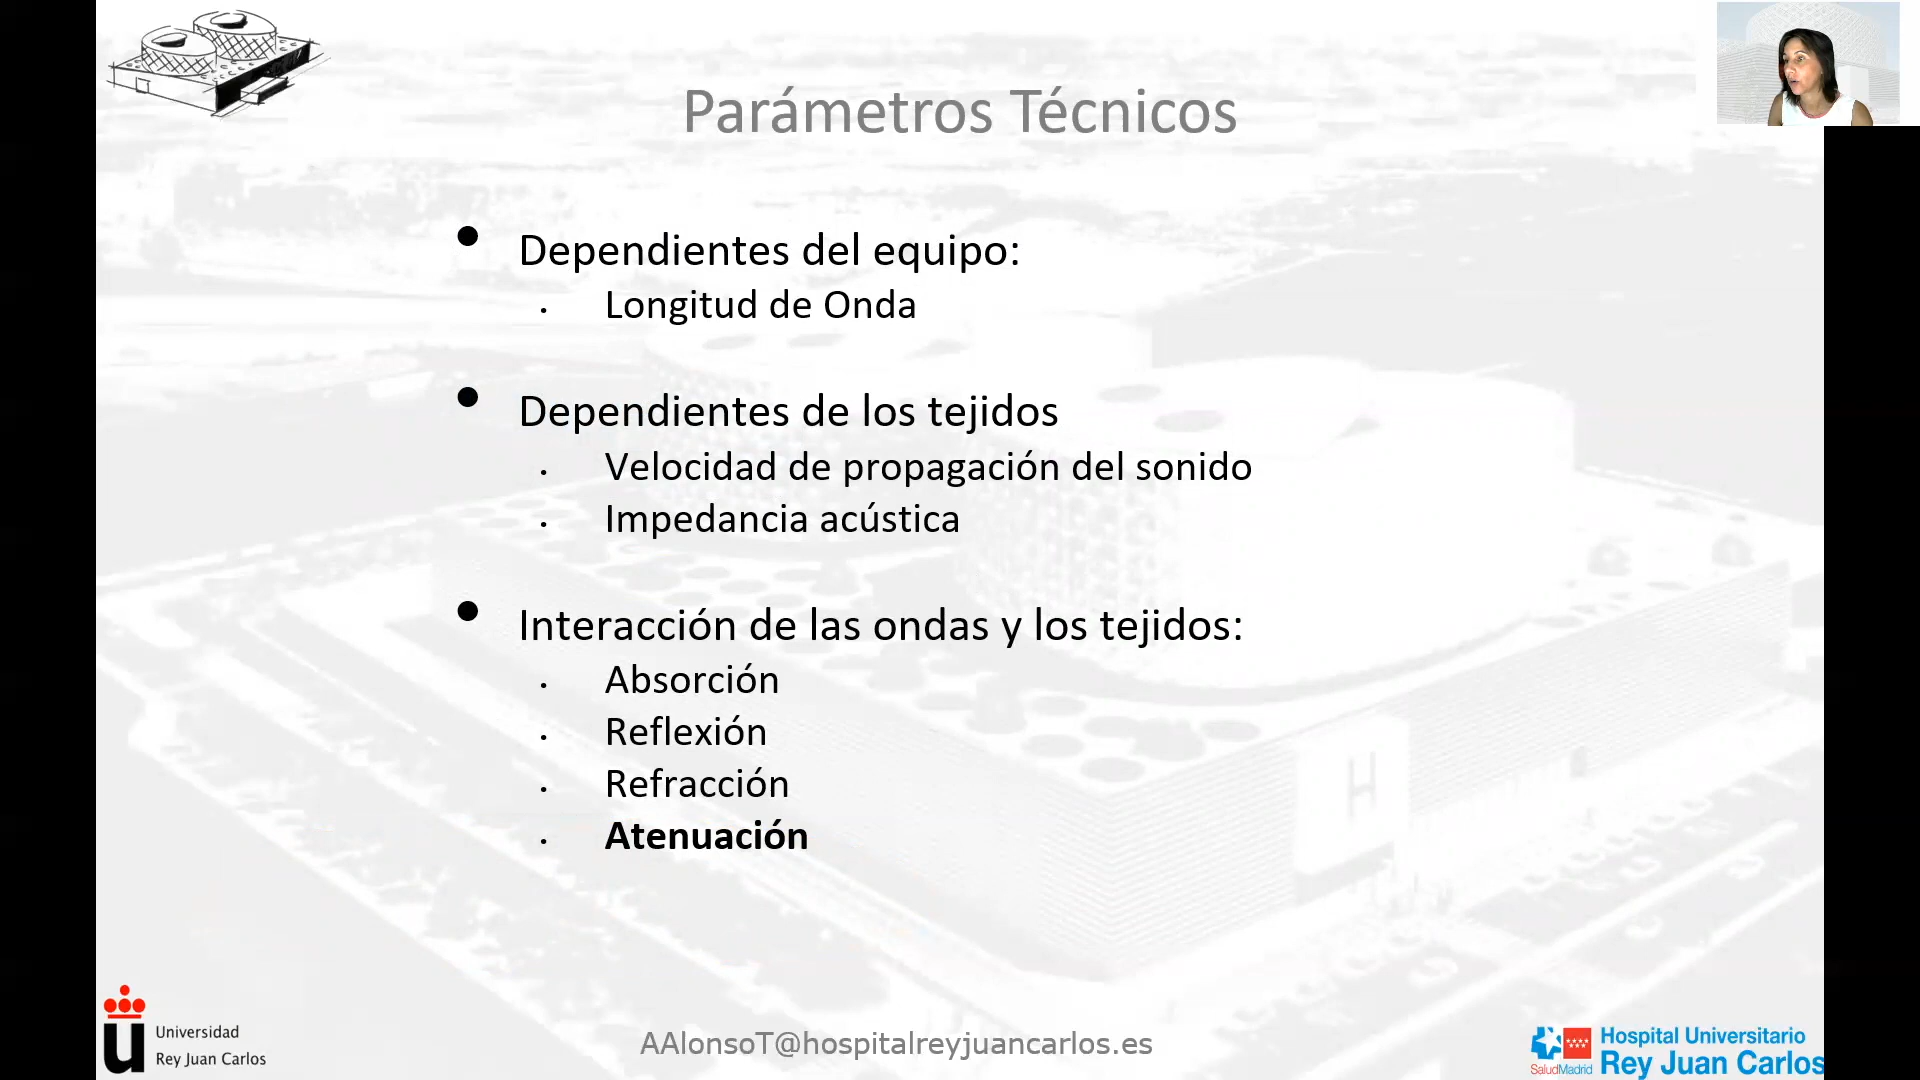 Parámetros Técnicos
• Dependientes del equipo:
· Longitud de Onda
• Dependientes de los tejidos
· Velocidad de propagación del sonido
· Impedancia acústica
• Interacción de las ondas y los tejidos:
· Absorción
· Reflexión
· Refracción
· Atenuación
H
u Universidad
Rey Juan Carlos
AAlonsoT@hospitalreyjuancarlos.es
SaludMadrid
Hospital Universitario
Rey Juan Carlos